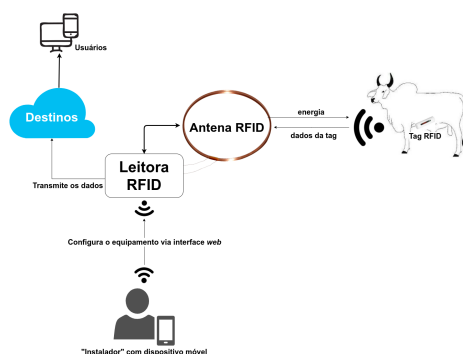 Usuários
Destinos
Antena RFID
energia
dados da tag
Tag RFID
Leitora
RFID
Transmite os dados
Configura o equipamento via interface web
"Instalador" com dispositivo móvel